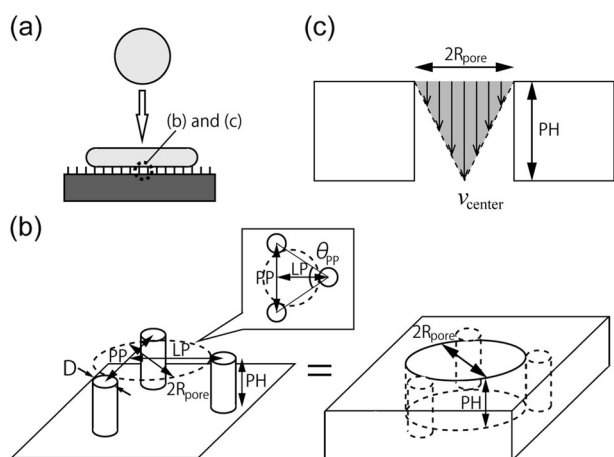 (a)
(b) and (c)
(c)
2Rpore
PH
vcenter
(b)
θPP
PP
LP
PP
LP
D
2Rpore
PH
=
2Rpore
PH